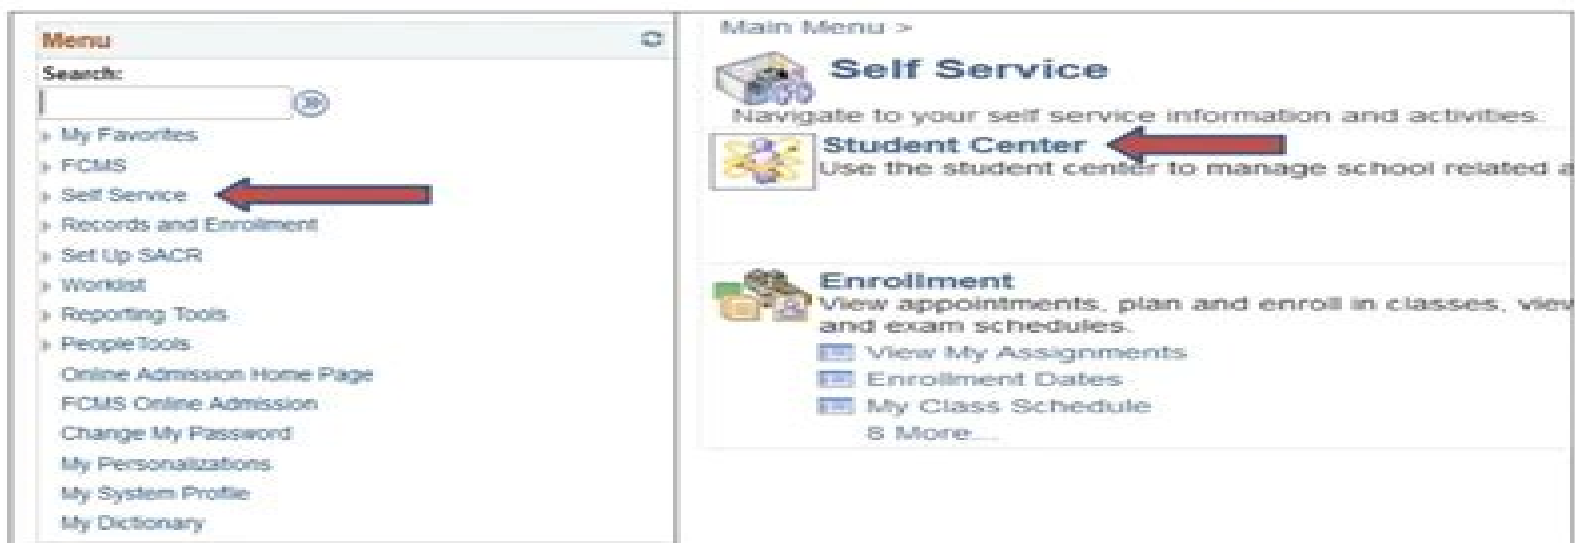 Menu
Search:
My Favorites
FCMS
Self Service
Records and Enrollment
Set Up SACR
Worklist
Reporting Tools
PeopleTools
Online Admission Home Page
FCMS Online Admission
Change My Password
My Personalizations
My System Profile
My Dictionary
Main Menu >
Self Service
Navigate to your self service information and activities.
Student Center
Use the student center to manage school related a
Enrollment
View appointments, plan and enroll in classes, view
and exam schedules.
View My Assignments
Enrollment Dates
My Class Schedule
8 More...